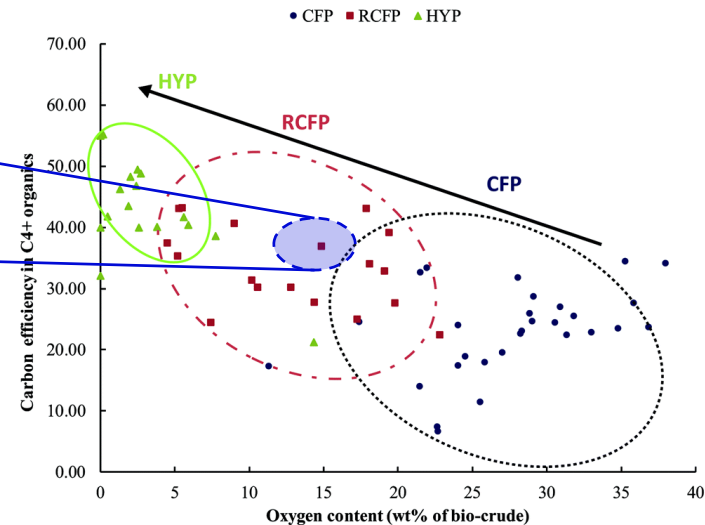 CFP RCFP HYP
70.00
60.00
50.00
40.00
30.00
20.00
10.00
0.00
Carbon efficiency in C4+ organics
HYP
RCFP
CFP
0 5 10 15 20 25 30 35 40
Oxygen content (wt% of bio-crude)